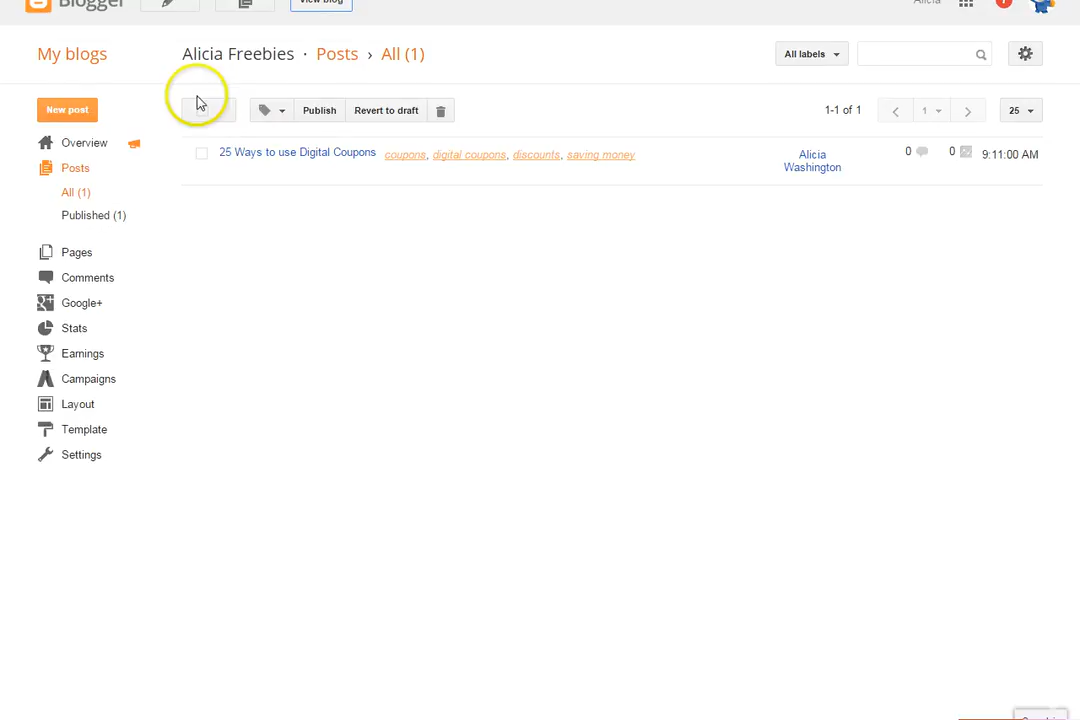 Blogger View blog Alicia
My blogs Alicia Freebies · Posts › All (1) All labels
New post Publish Revert to draft 1-1 of 1 1 25
Overview
25 Ways to use Digital Coupons coupons, digital coupons, discounts, saving money Alicia Washington 0 0 9:11:00 AM
Posts
All (1)
Published (1)
Pages
Comments
Google+
Stats
Earnings
Campaigns
Layout
Template
Settings